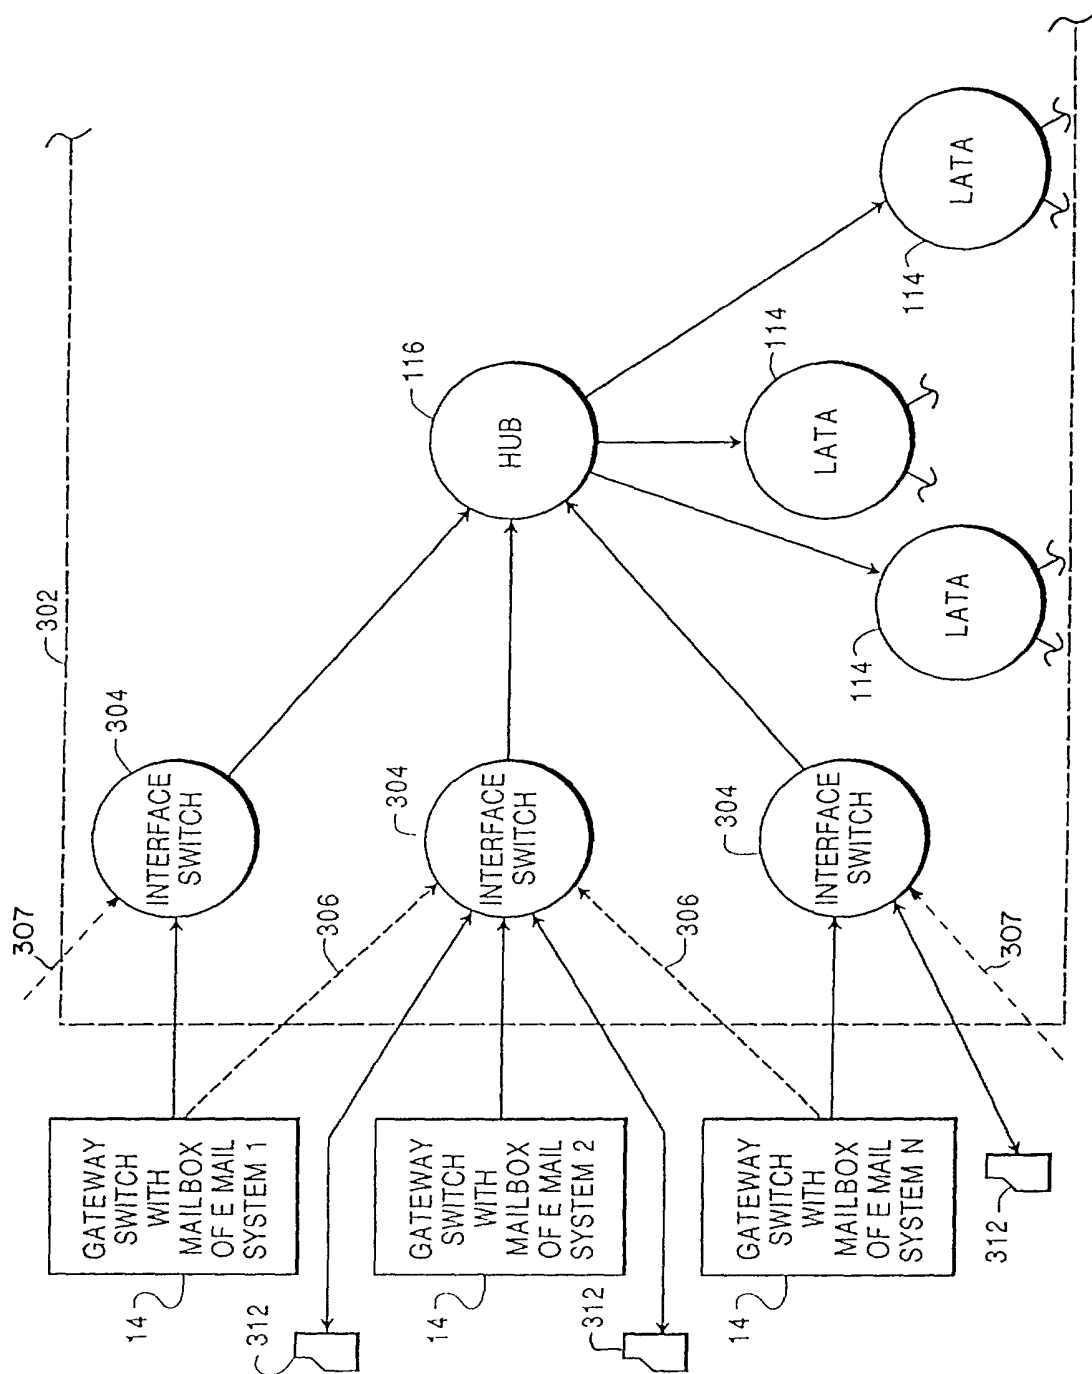 302
307
304
INTERFACE
SWITCH
306
304
INTERFACE
SWITCH
306
304
INTERFACE
SWITCH
307
116
HUB
114
LATA
114
LATA
114
LATA
GATEWAY
SWITCH
WITH
MAILBOX
OF E MAIL
SYSTEM 1
14
312
GATEWAY
SWITCH
WITH
MAILBOX
OF E MAIL
SYSTEM 2
14
312
GATEWAY
SWITCH
WITH
MAILBOX
OF E MAIL
SYSTEM N
14
312